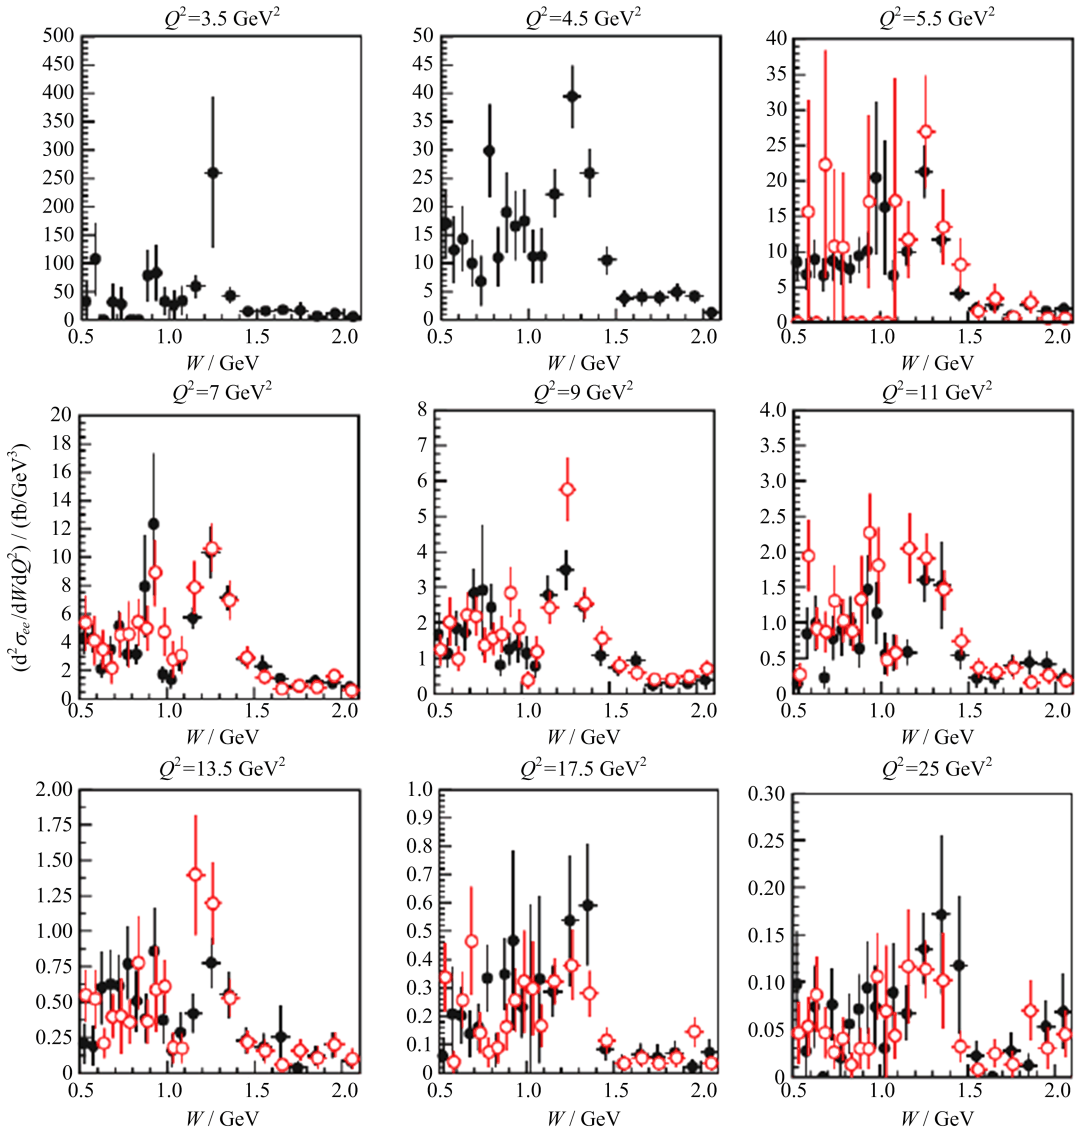 Q²=3.5 GeV² Q²=4.5 GeV² Q²=5.5 GeV²
500 50 40
450 45 35
400 40 30
350 35 25
300 30 20
250 25 15
200 20 10
150 15 5
100 10 0
50 5
0 0
0.5 1.0 1.5 2.0 0.5 1.0 1.5 2.0 0.5 1.0 1.5 2.0
W / GeV W / GeV W / GeV
Q²=7 GeV² Q²=9 GeV² Q²=11 GeV²
(d²σee/dWdQ²) / (fb/GeV³)
20 8 4.0
18 7 3.5
16 6 3.0
14 5 2.5
12 4 2.0
10 3 1.5
8 2 1.0
6 1 0.5
4 0 0
2
0
0.5 1.0 1.5 2.0 0.5 1.0 1.5 2.0 0.5 1.0 1.5 2.0
W / GeV W / GeV W / GeV
Q²=13.5 GeV² Q²=17.5 GeV² Q²=25 GeV²
2.00 1.0 0.30
1.75 0.9 0.25
1.50 0.8 0.20
1.25 0.7 0.15
1.00 0.6 0.10
0.75 0.5 0.05
0.50 0.4 0
0.25 0.3
0 0.2
0.1
0
0.5 1.0 1.5 2.0 0.5 1.0 1.5 2.0 0.5 1.0 1.5 2.0
W / GeV W / GeV W / GeV